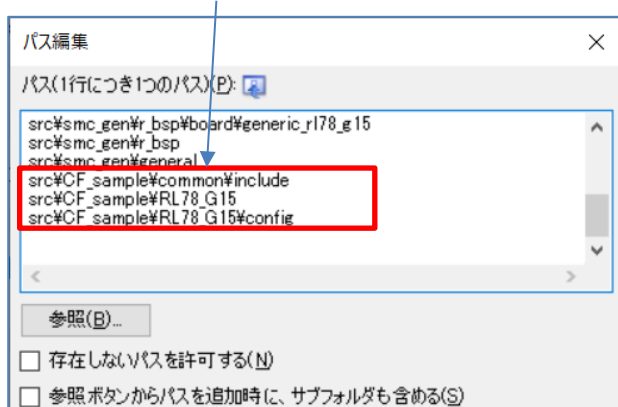 パス編集
パス(1行につき1つのパス)(P):
src¥smc_gen¥r_bsp¥board¥generic_rl78_g15
src¥smc_gen¥r_bsp
src¥smc_gen¥general
src¥CF_sample¥common¥include
src¥CF_sample¥RL78_G15
src¥CF_sample¥RL78_G15¥config
参照(B)...
存在しないパスを許可する(N)
参照ボタンからパスを追加時に、サブフォルダも含める(S)